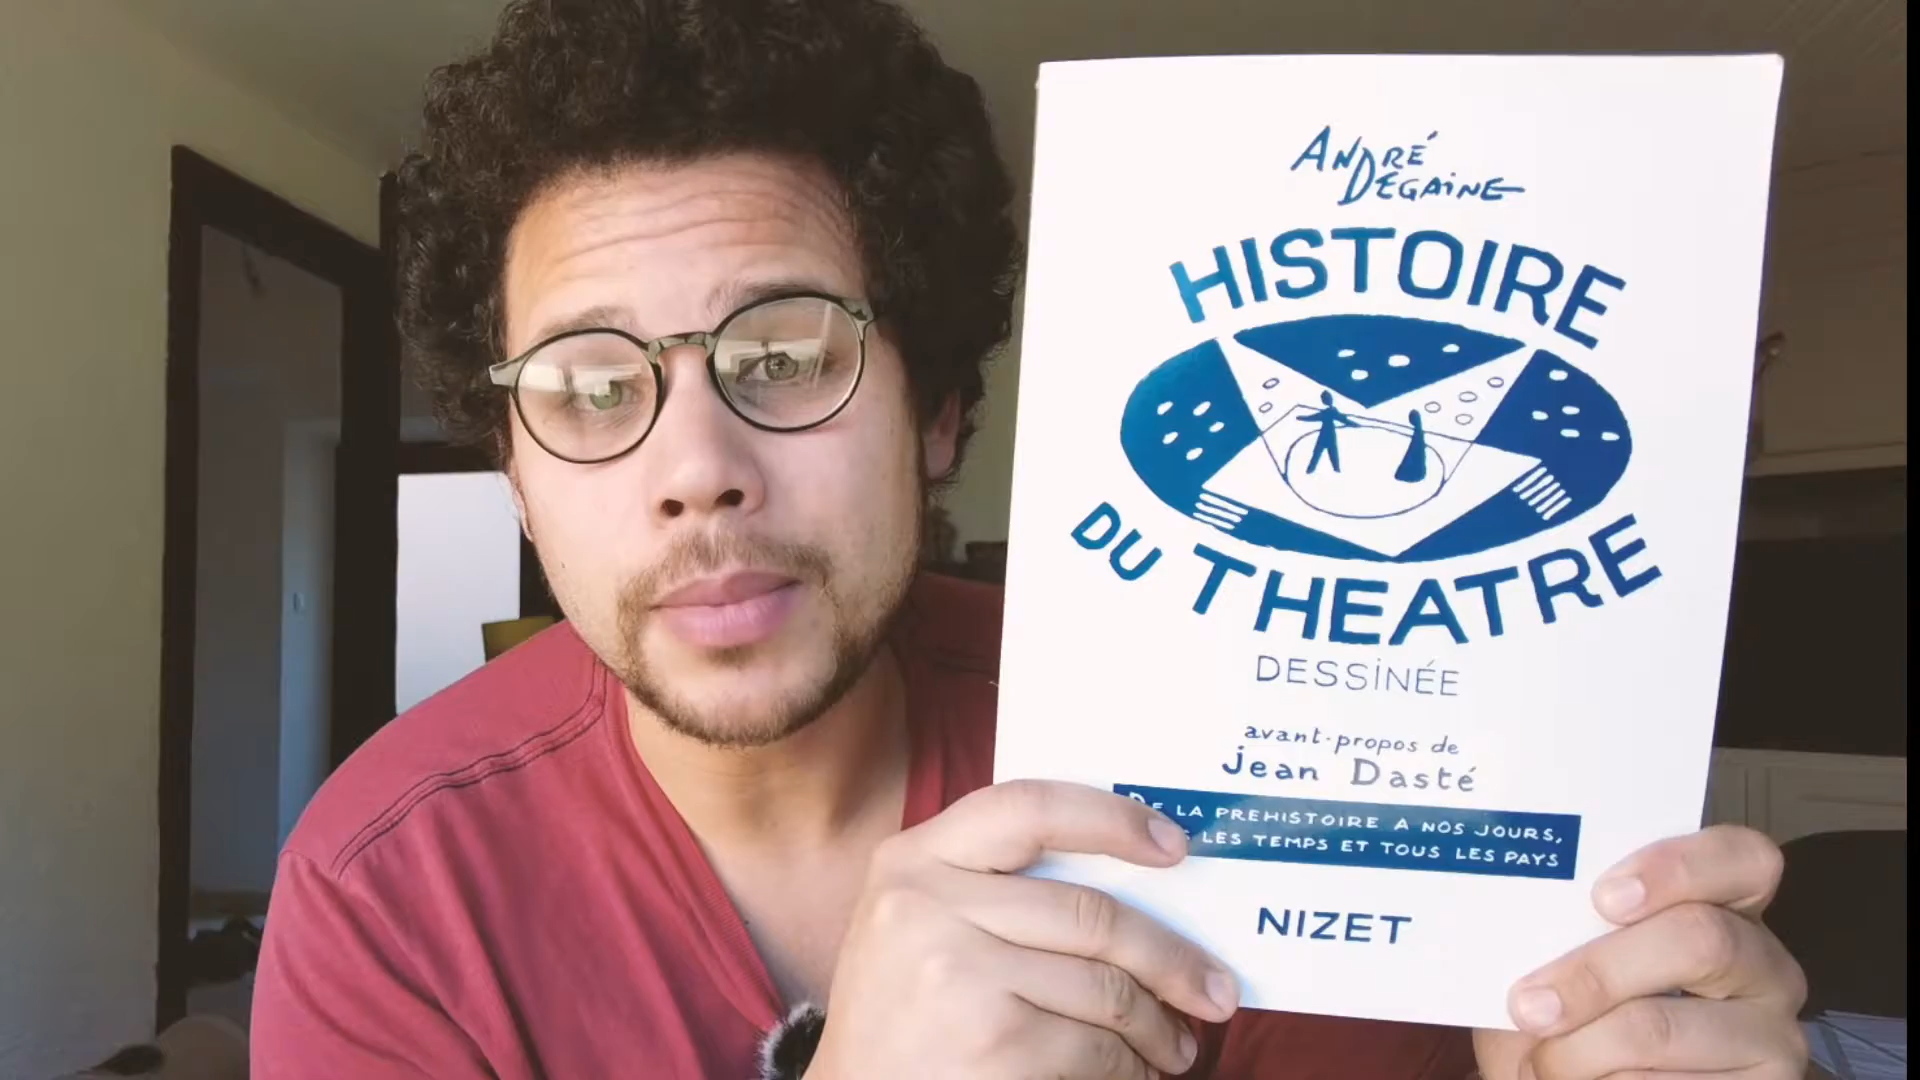 ANDRÉ
DEGAiNE
HISTOIRE
DU THEATRE
DESSiNÉE
avant-propos de
Jean Dasté
DE LA PREHISTOIRE A NOS JOURS,
LES TEMPS ET TOUS LES PAYS
NIZET